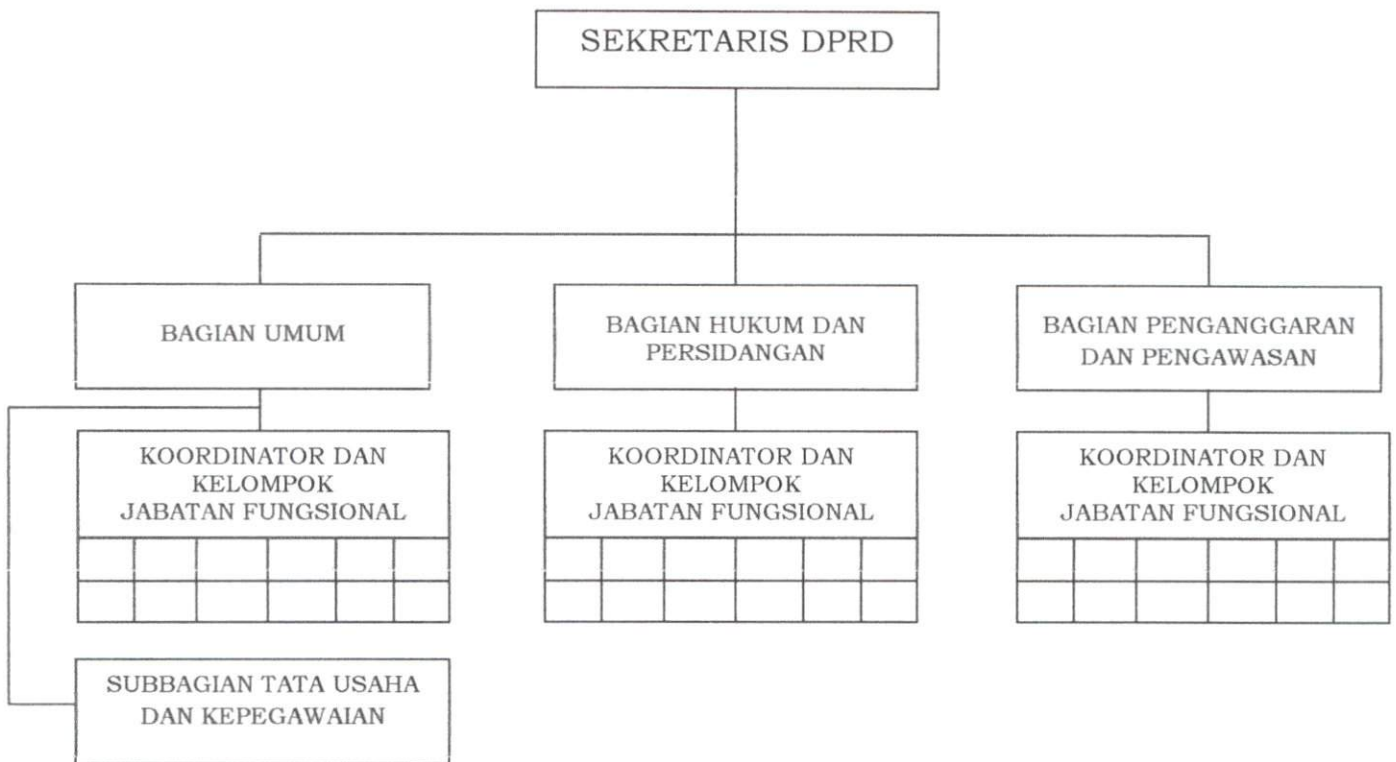 SEKRETARIS DPRD
BAGIAN UMUM
BAGIAN HUKUM DAN
PERSIDANGAN
BAGIAN PENGANGGARAN
DAN PENGAWASAN
KOORDINATOR DAN
KELOMPOK
JABATAN FUNGSIONAL
KOORDINATOR DAN
KELOMPOK
JABATAN FUNGSIONAL
KOORDINATOR DAN
KELOMPOK
JABATAN FUNGSIONAL
SUBBAGIAN TATA USAHA
DAN KEPEGAWAIAN